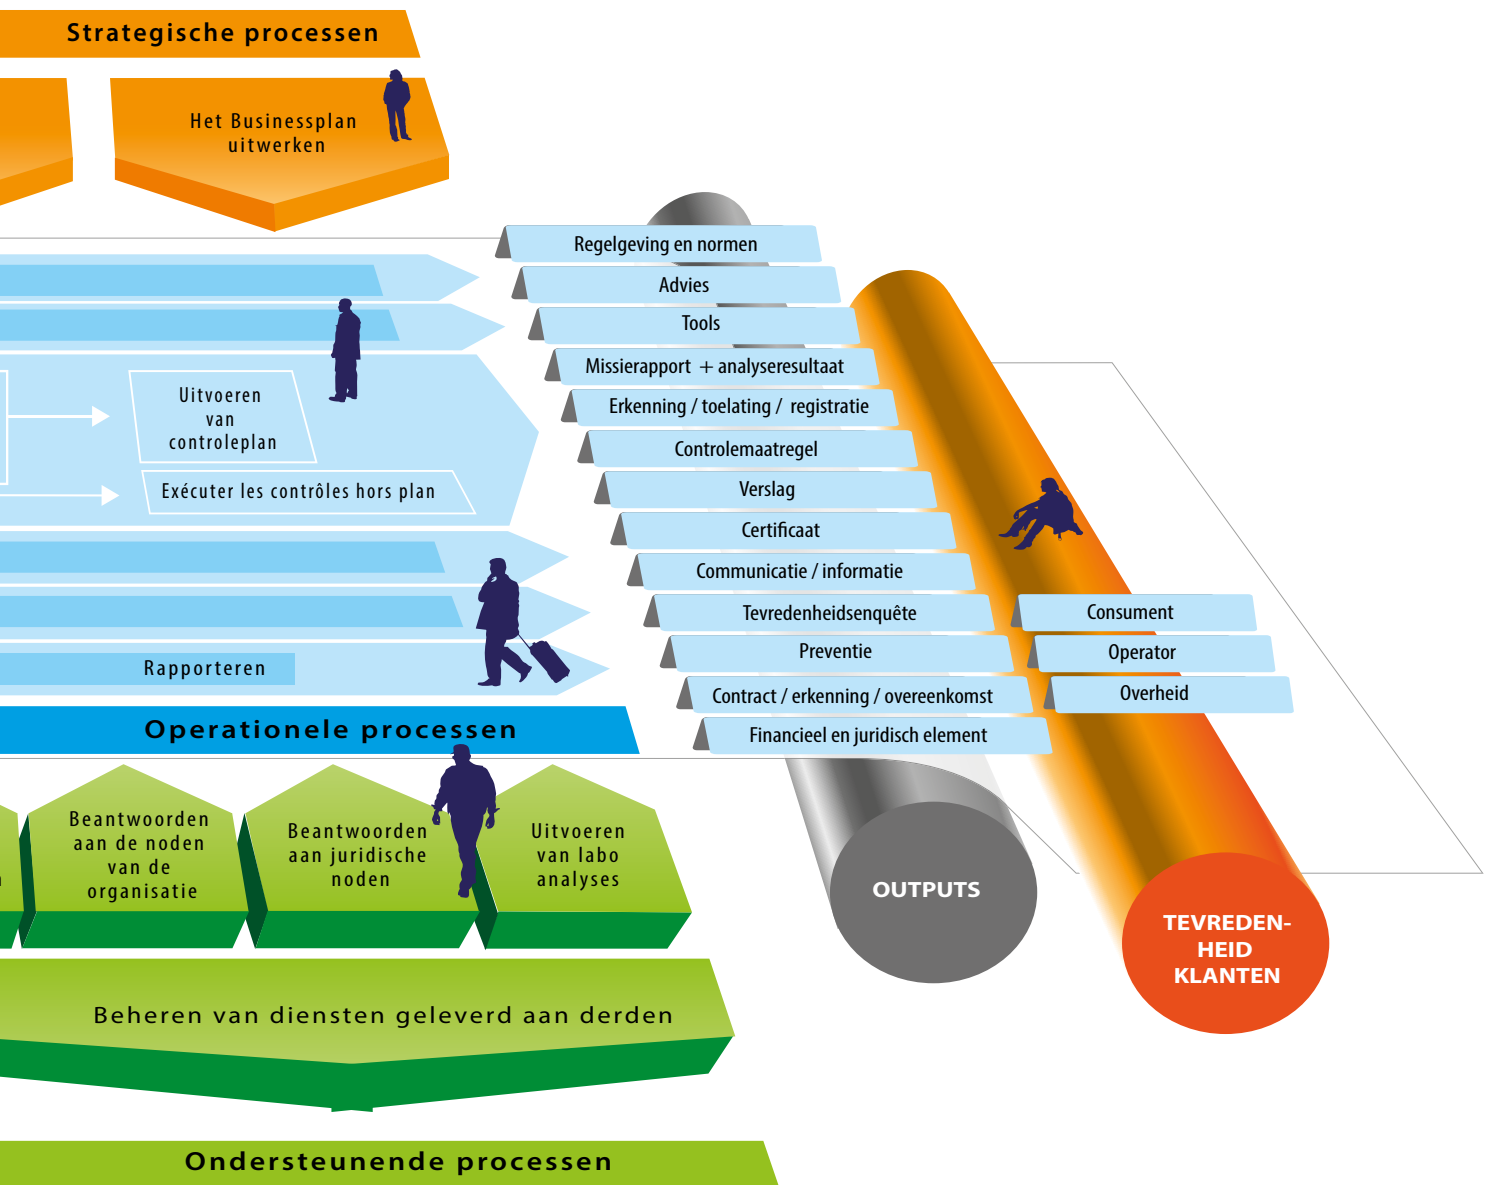 Strategische processen
Het Businessplan
uitwerken
Regelgeving en normen
Advies
Tools
Missierapport + analyseresultaat
Erkenning / toelating / registratie
Controlemaatregel
Verslag
Certificaat
Communicatie / informatie
Tevredenheidsenquête
Preventie
Contract / erkenning / overeenkomst
Financieel en juridisch element
Consument
Operator
Overheid
Uitvoeren
van
controleplan
Exécuter les contrôles hors plan
Rapporteren
Operationele processen
Beantwoorden
aan de noden
van de
organisatie
Beantwoorden
aan juridische
noden
Uitvoeren
van labo
analyses
OUTPUTS
TEVREDEN-
HEID
KLANTEN
Beheren van diensten geleverd aan derden
Ondersteunende processen